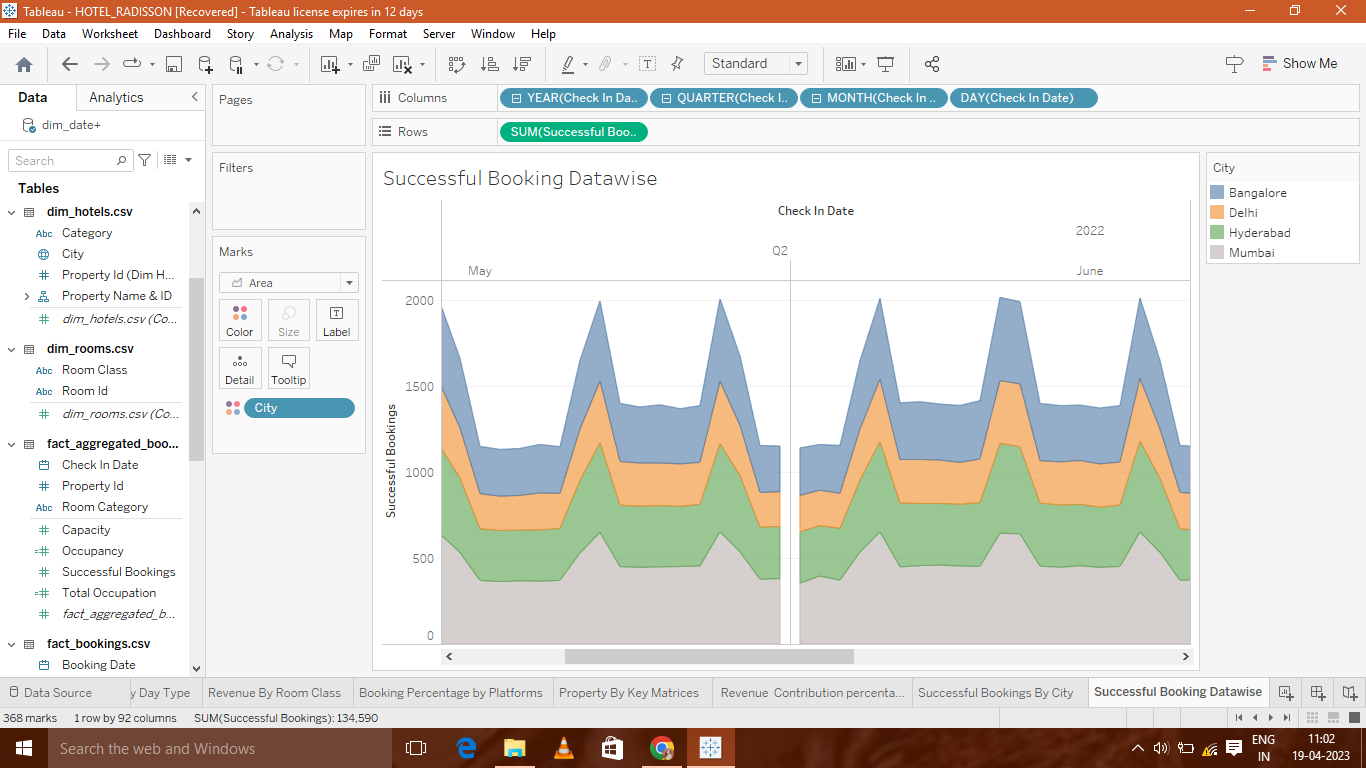 Tableau - HOTEL_RADISSON [Recovered] - Tableau license expires in 12 days
File Data Worksheet Dashboard Story Analysis Map Format Server Window Help
Standard
Show Me
Data Analytics
dim_date+
Search
Tables
dim_hotels.csv
Abc Category
City
Property Id (Dim H...
Property Name & ID
dim_hotels.csv (Co...
dim_rooms.csv
Abc Room Class
Abc Room Id
dim_rooms.csv (Co...
fact_aggregated_boo...
Check In Date
Property Id
Abc Room Category
Capacity
Occupancy
Successful Bookings
Total Occupation
fact_aggregated_b...
fact_bookings.csv
Booking Date
Pages
Filters
Marks
Area
Color Size Label
Detail Tooltip
City
Columns YEAR(Check In Da.. QUARTER(Check I.. MONTH(Check In .. DAY(Check In Date)
Rows SUM(Successful Boo..
Successful Booking Datawise
Check In Date
2022
Q2
May June
Successful Bookings
2000
1500
1000
500
0
City
Bangalore
Delhi
Hyderabad
Mumbai
Data Source y Day Type Revenue By Room Class Booking Percentage by Platforms Property By Key Matrices Revenue Contribution percenta... Successful Bookings By City Successful Booking Datawise
368 marks 1 row by 92 columns SUM(Successful Bookings): 134.590
Search the web and Windows
ENG
IN
11:02
19-04-2023